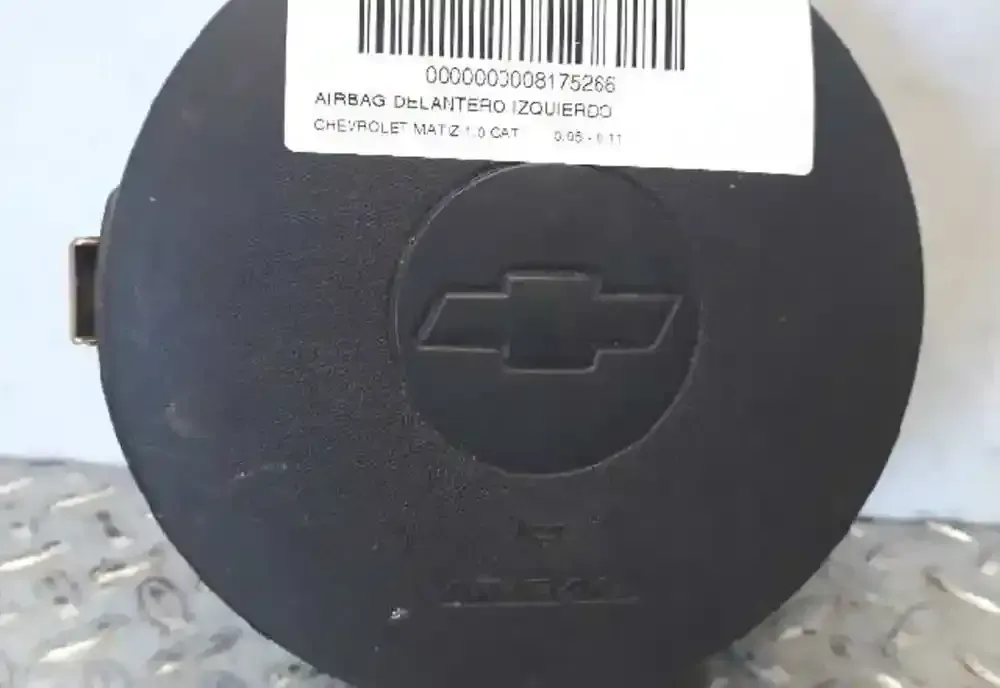 0000000008175266
AIRBAG DELANTERO IZQUIERDO
CHEVROLET MATIZ 1.0 CAT